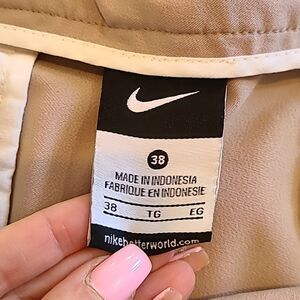 38
MADE IN INDONESIA
FABRIQUE EN INDONESIE
38 TG EG
nikebetterworld.com